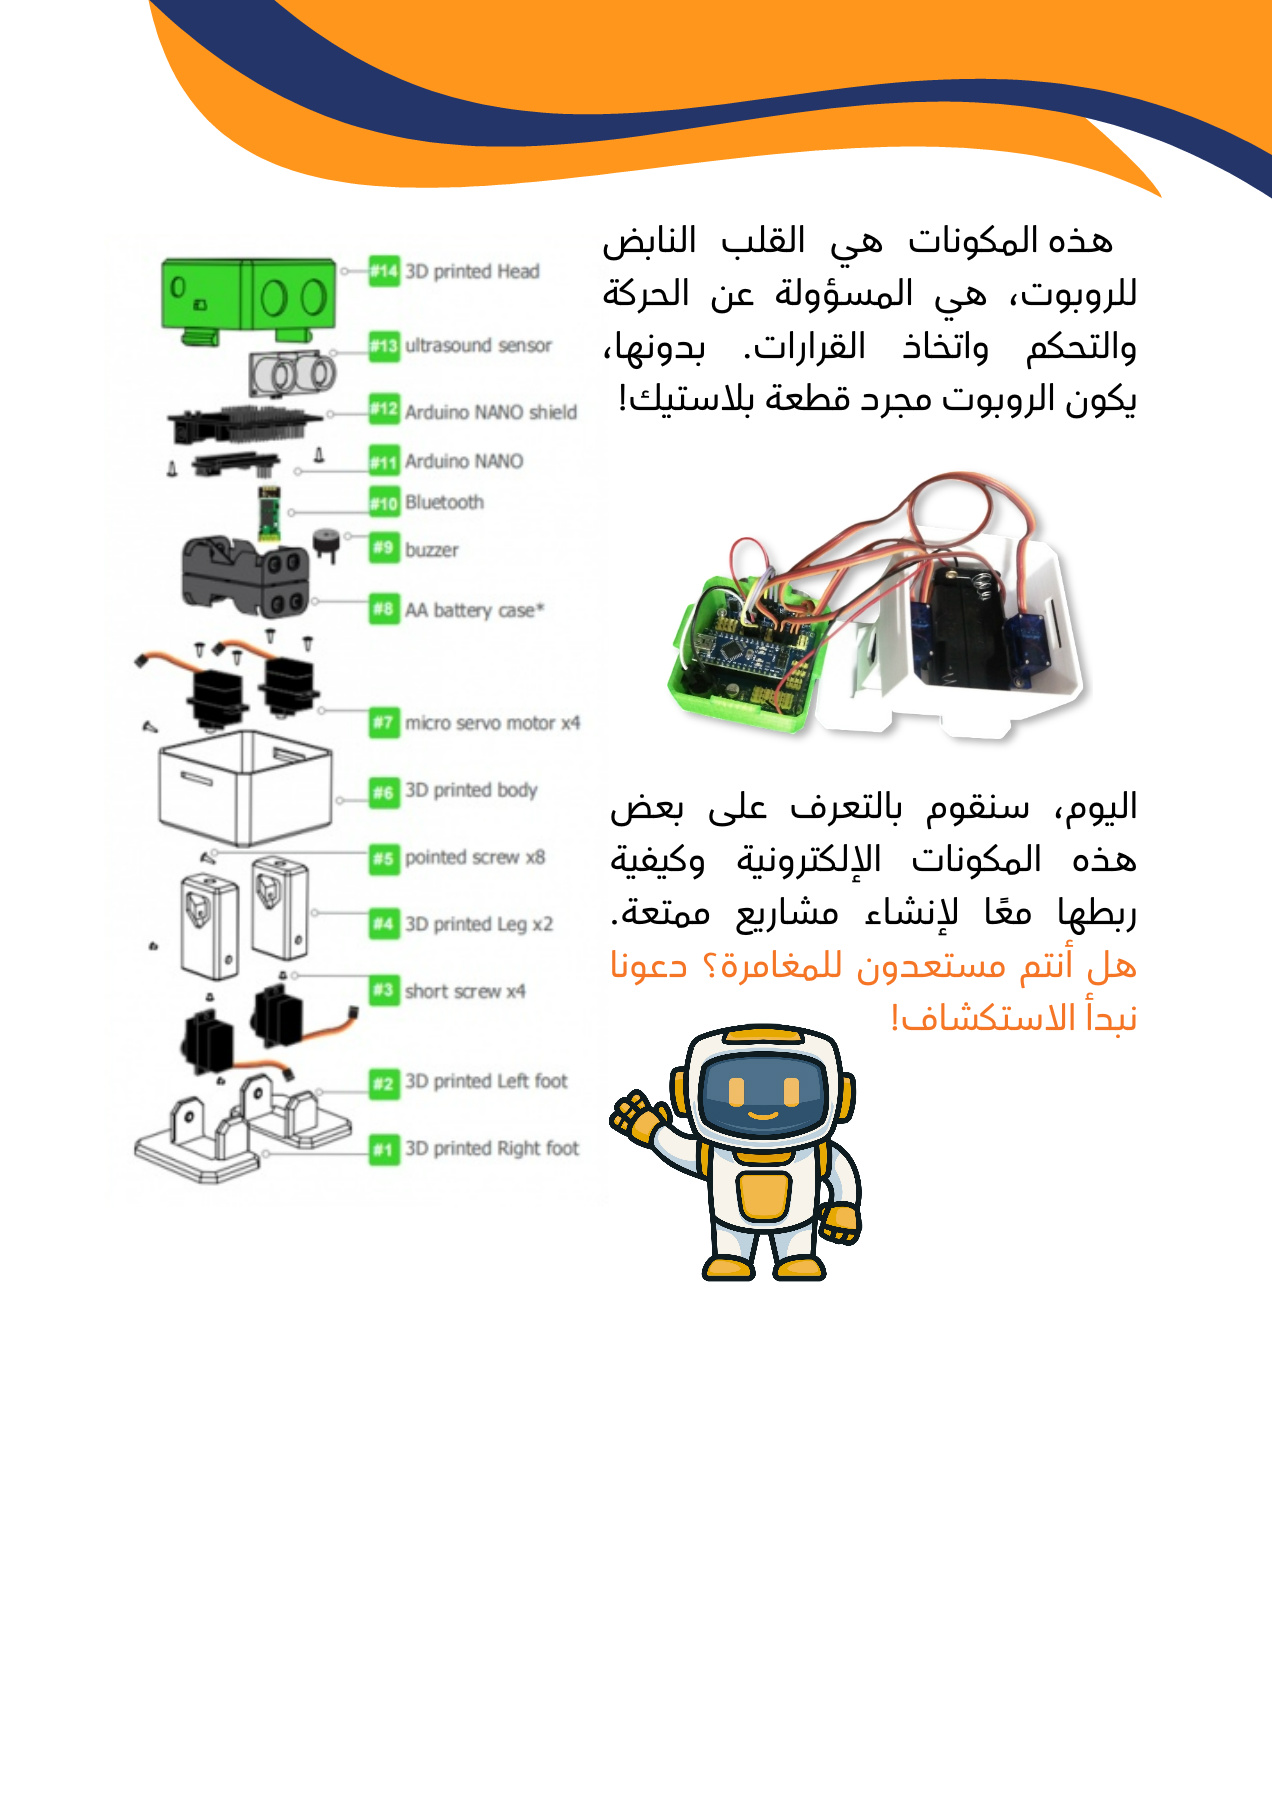 هذه المكونات هي القلب النابض
للروبوت، هي المسؤولة عن الحركة
والتحكم واتخاذ القرارات. بدونها،
يكون الروبوت مجرد قطعة بلاستيك!
#14 3D printed Head
#13 ultrasound sensor
#12 Arduino NANO shield
#11 Arduino NANO
#10 Bluetooth
#9 buzzer
#8 AA battery case*
#7 micro servo motor x4
#6 3D printed body
#5 pointed screw x8
#4 3D printed Leg x2
#3 short screw x4
#2 3D printed Left foot
#1 3D printed Right foot
اليوم، سنقوم بالتعرف على بعض
هذه المكونات الإلكترونية وكيفية
ربطها معًا لإنشاء مشاريع ممتعة.
هل أنتم مستعدون للمغامرة؟ دعونا
نبدأ الاستكشاف!